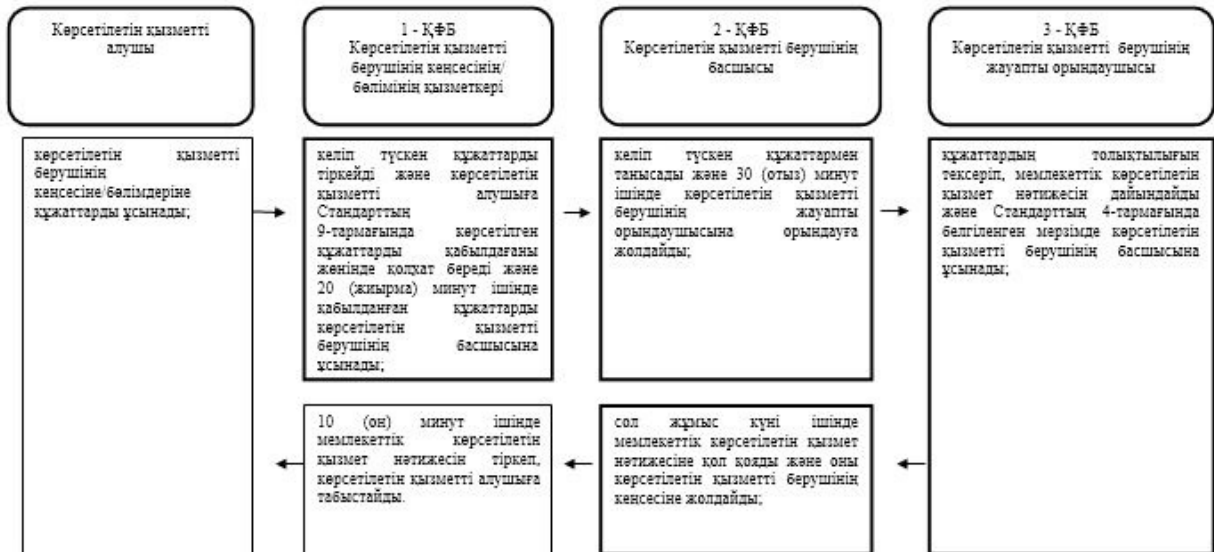 Көрсетілетін қызметті
алушы
1 - ҚФБ
Көрсетілетін қызметті
берушінің кеңсесінің/
бөлімінің қызметкері
2 - ҚФБ
Көрсетілетін қызметті берушінің
басшысы
3 - ҚФБ
Көрсетілетін қызметті берушінің
жауапты орындаушысы
көрсетілетін қызметті
берушінің
кеңсесіне/бөлімдеріне
құжаттарды ұсынады;
келіп түскен құжаттарды
тіркейді және көрсетілетін
қызметті алушыға
Стандарттың
9-тармағында көрсетілген
құжаттарды қабылдағаны
жөнінде қолхат береді және
20 (жиырма) минут ішінде
қабылданған құжаттарды
көрсетілетін қызметті
берушінің басшысына
ұсынады;
келіп түскен құжаттармен
танысады және 30 (отыз) минут
ішінде көрсетілетін қызметті
берушінің жауапты
орындаушысына орындауға
жолдайды;
құжаттардың толықтылығын
тексеріп, мемлекеттік көрсетілетін
қызмет нәтижесін дайындайды
және Стандарттың 4-тармағында
белгіленген мерзімде көрсетілетін
қызметті берушінің басшысына
ұсынады;
10 (он) минут ішінде
мемлекеттік көрсетілетін
қызмет нәтижесін тіркеп,
көрсетілетін қызметті алушыға
табыстайды.
сол жұмыс күні ішінде
мемлекеттік көрсетілетін қызмет
нәтижесіне қол қояды және оны
көрсетілетін қызметті берушінің
кеңсесіне жолдайды;